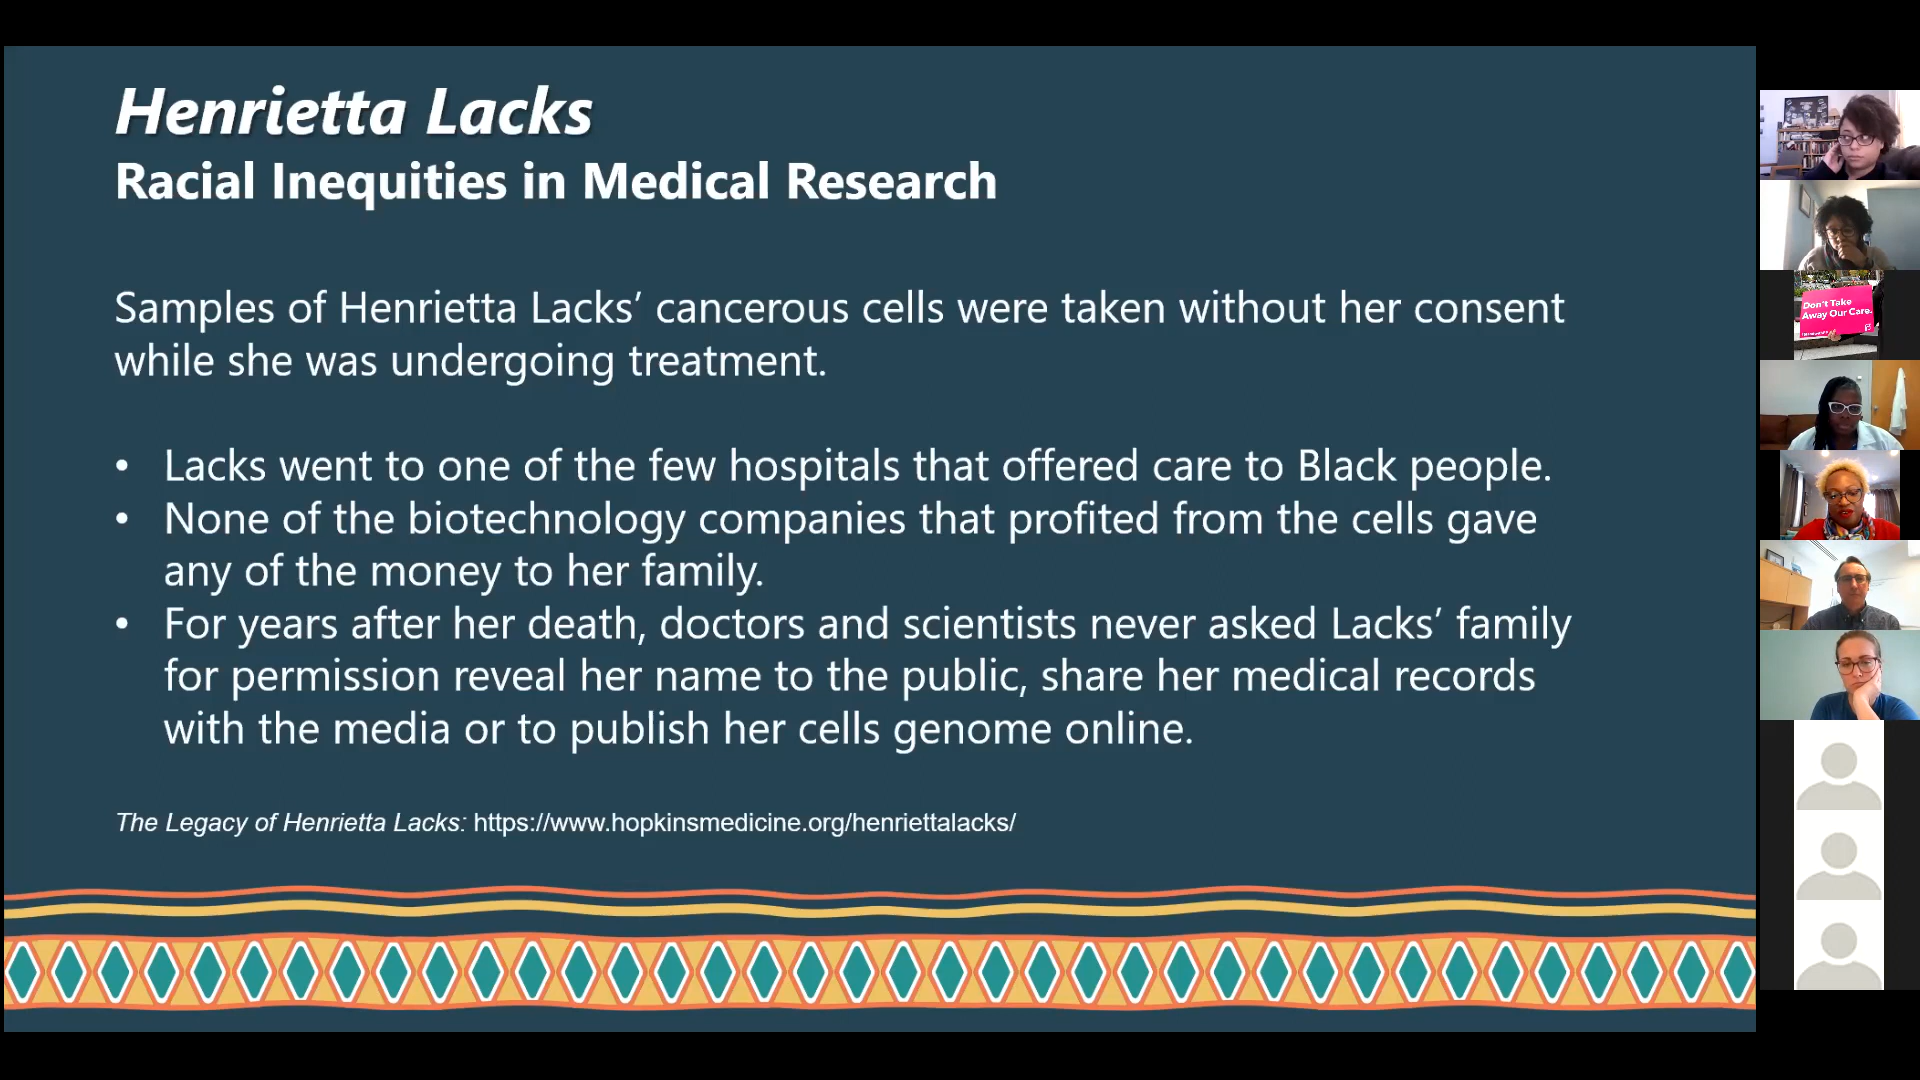 Henrietta Lacks
Racial Inequities in Medical Research
Samples of Henrietta Lacks’ cancerous cells were taken without her consent
while she was undergoing treatment.
• Lacks went to one of the few hospitals that offered care to Black people.
• None of the biotechnology companies that profited from the cells gave
any of the money to her family.
• For years after her death, doctors and scientists never asked Lacks’ family
for permission reveal her name to the public, share her medical records
with the media or to publish her cells genome online.
The Legacy of Henrietta Lacks: https://www.hopkinsmedicine.org/henriettalacks/
Don't Take
Away Our Care.